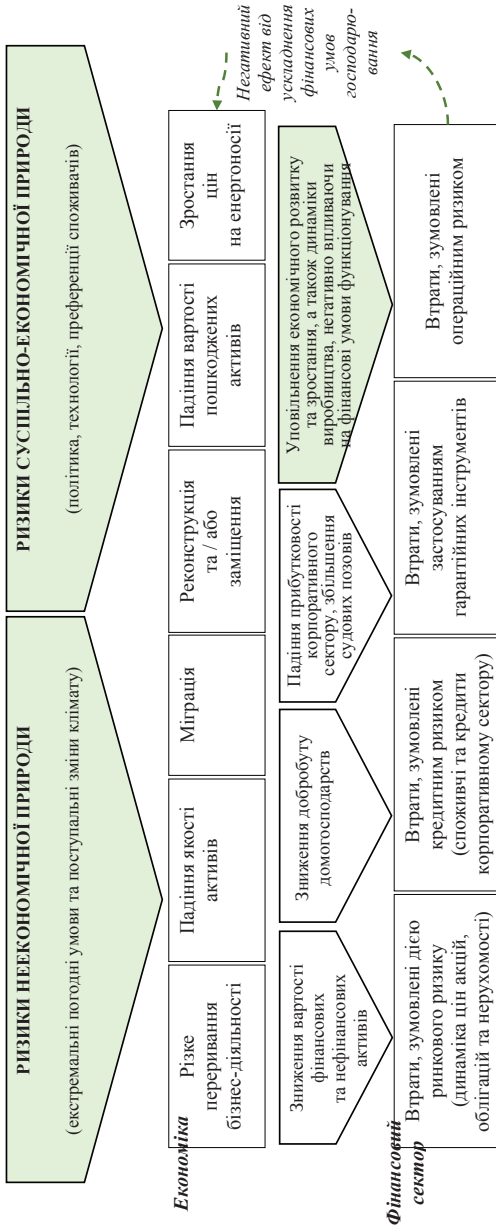 РИЗИКИ НЕЕКОНОМІЧНОЇ ПРИРОДИ
(екстремальні погодні умови та поступальні зміни клімату)
РИЗИКИ СУСПІЛЬНО-ЕКОНОМІЧНОЇ ПРИРОДИ
(політика, технології, преференції споживачів)
Економіка
Різке
переривання
бізнес-діяльності
Падіння якості
активів
Міграція
Реконструкція
та / або
заміщення
Падіння вартості
пошкоджених
активів
Зростання
цін
на енергоносії
Негативний
ефект від
ускладнення
фінансових
умов
господарю-
вання
Зниження вартості
фінансових
та нефінансових
активів
Зниження добробуту
домогосподарств
Падіння прибутковості
корпоративного
сектору, збільшення
судових позовів
Уповільнення економічного розвитку
та зростання, а також динаміки
виробництва, негативно впливаючи
на фінансові умови функціонування
Фінансовий
сектор
Втрати, зумовлені дією
ринкового ризику
(динаміка цін акцій,
облігацій та нерухомості)
Втрати, зумовлені
кредитним ризиком
(споживчі та кредити
корпоративному сектору)
Втрати, зумовлені
застосуванням
гарантійних інструментів
Втрати, зумовлені
операційним ризиком